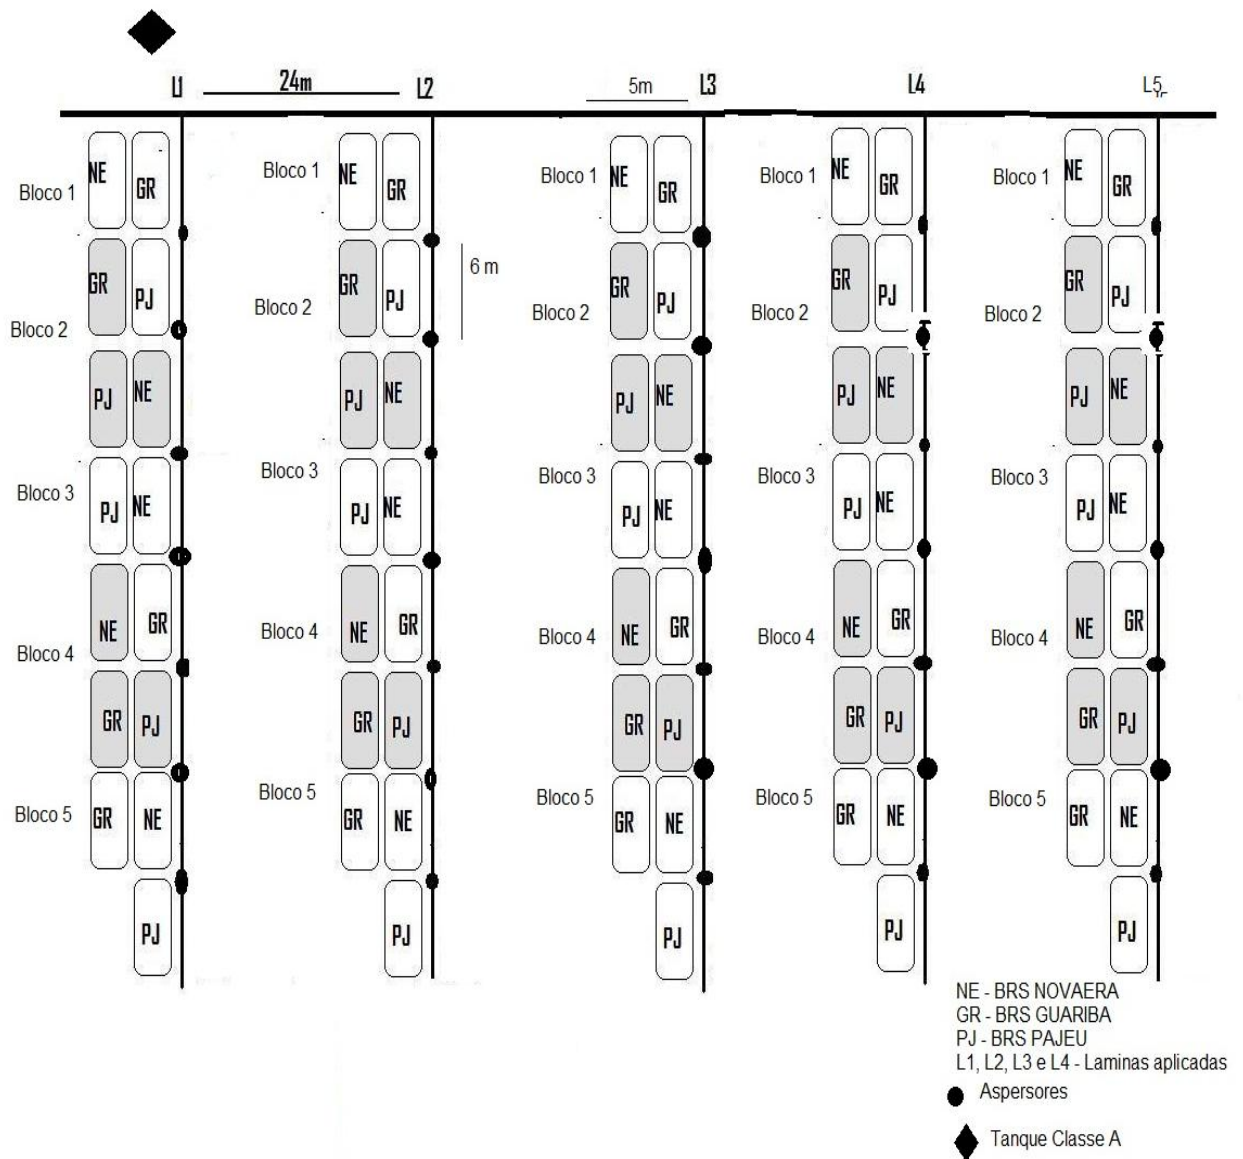 L1 24m L2 5m L3 L4 L5
NE NE NE NE NE
Bloco 1 GR Bloco 1 GR Bloco 1 GR Bloco 1 GR Bloco 1 GR
GR GR 6 m GR GR GR
PJ PJ PJ PJ PJ
Bloco 2 Bloco 2 Bloco 2 Bloco 2 Bloco 2
PJ NE PJ NE PJ NE PJ NE PJ NE
Bloco 3 Bloco 3 Bloco 3 Bloco 3 Bloco 3
PJ NE PJ NE PJ NE PJ NE PJ NE
NE GR NE GR NE GR NE GR NE GR
Bloco 4 Bloco 4 Bloco 4 Bloco 4 Bloco 4
GR PJ GR PJ GR PJ GR PJ GR PJ
Bloco 5 GR NE Bloco 5 GR NE Bloco 5 GR NE Bloco 5 GR NE Bloco 5 GR NE
PJ PJ PJ PJ PJ
NE - BRS NOVAERA
GR - BRS GUARIBA
PJ - BRS PAJEU
L1, L2, L3 e L4 - Laminas aplicadas
Aspersores
Tanque Classe A